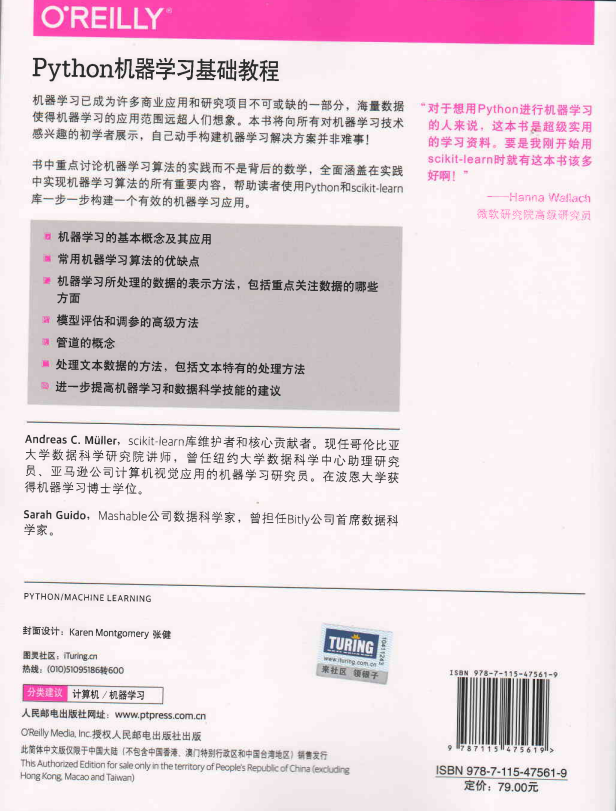 O'REILLY®
Python机器学习基础教程
机器学习已成为许多商业应用和研究项目不可或缺的一部分，海量数据
使得机器学习的应用范围远超人们想象。本书将向所有对机器学习技术
感兴趣的初学者展示，自己动手构建机器学习解决方案并非难事！
书中重点讨论机器学习算法的实践而不是背后的数学，全面涵盖在实践
中实现机器学习算法的所有重要内容，帮助读者使用Python和scikit-learn
库一步一步构建一个有效的机器学习应用。
机器学习的基本概念及其应用
常用机器学习算法的优缺点
机器学习所处理的数据的表示方法，包括重点关注数据的哪些
方面
模型评估和调参的高级方法
管道的概念
处理文本数据的方法，包括文本特有的处理方法
进一步提高机器学习和数据科学技能的建议
“对于想用Python进行机器学习
的人来说，这本书是超级实用
的学习资料。要是我刚开始用
scikit-learn时就有这本书该多
好啊！”
——Hanna Wallach
微软研究院高级研究员
Andreas C. Müller，scikit-learn库维护者和核心贡献者。现任哥伦比亚
大学数据科学研究院讲师，曾任纽约大学数据科学中心助理研究
员、亚马逊公司计算机视觉应用的机器学习研究员。在波恩大学获
得机器学习博士学位。
Sarah Guido，Mashable公司数据科学家，曾担任Bitly公司首席数据科
学家。
PYTHON/MACHINE LEARNING
封面设计：Karen Montgomery 张健
图灵社区：iTuring.cn
热线：(010)51095186转600
分类建议 计算机 / 机器学习
人民邮电出版社网址：www.ptpress.com.cn
O'Reilly Media, Inc.授权人民邮电出版社出版
此简体中文版仅限于中国大陆（不包含中国香港、澳门特别行政区和中国台湾地区）销售发行
This Authorized Edition for sale only in the territory of People's Republic of China (excluding
Hong Kong, Macao and Taiwan)
TURING
www.ituring.com.cn
来社区 领银子
10411243
ISBN 978-7-115-47561-9
9 787115 475619 >
ISBN 978-7-115-47561-9
定价：79.00元